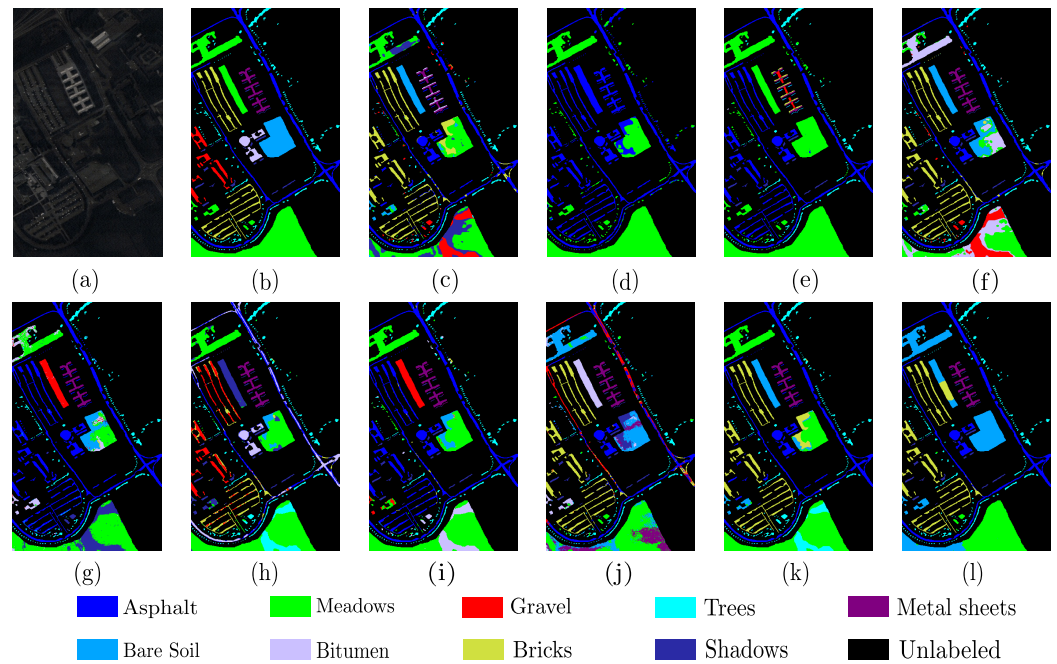 (a) (b) (c) (d) (e) (f)
(g) (h) (i) (j) (k) (l)
Asphalt Meadows Gravel Trees Metal sheets
Bare Soil Bitumen Bricks Shadows Unlabeled